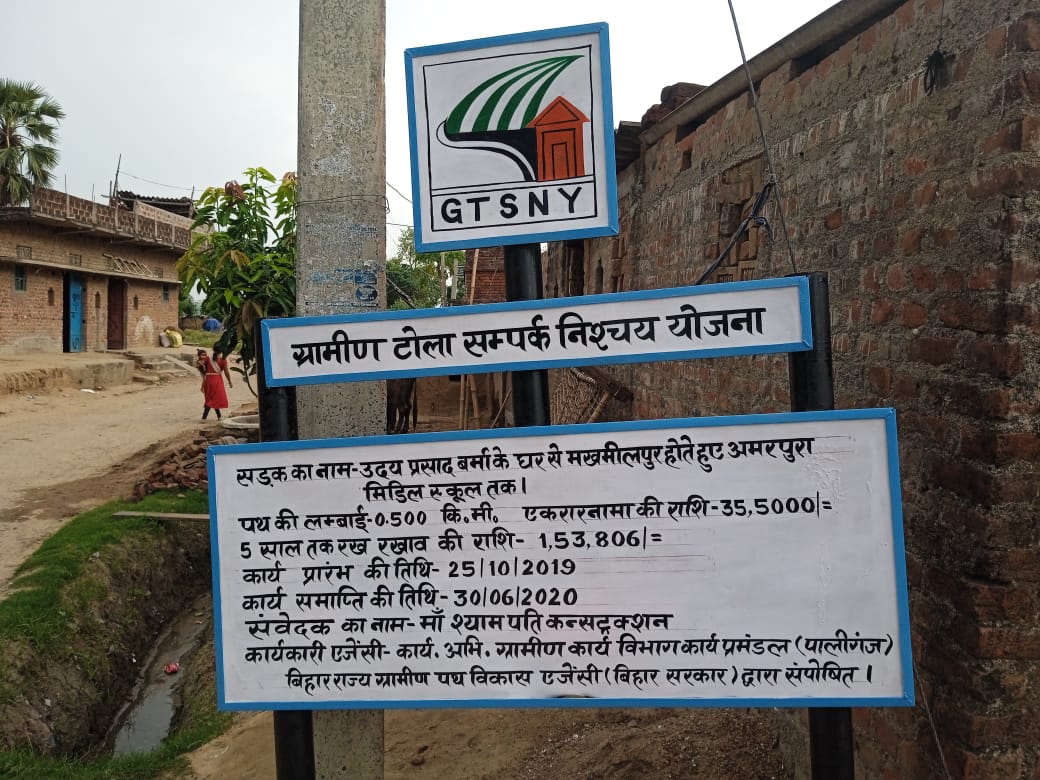 GTSNY
ग्रामीण टोला सम्पर्क निश्चय योजना
सड़क का नाम-उदय प्रसाद बर्मा के घर से मखमीलपुर होते हुए अमरपुरा
मिडिल स्कूल तक।
पथ की लम्बाई-0.500 कि.मी. एकरारनामा की राशि-35,5000/=
5 साल तक रख रखाव की राशि- 1,53,806/=
कार्य प्रारंभ की तिथि- 25/10/2019
कार्य समाप्ति की तिथि-30/06/2020
संवेदक का नाम-माँ श्याम पति कन्सट्रक्शन
कार्यकारी एजेंसी- कार्य. अभि. ग्रामीण कार्य विभाग कार्य प्रमंडल (पालीगंज)
बिहार राज्य ग्रामीण पथ विकास एजेंसी (बिहार सरकार) द्वारा संपोषित।